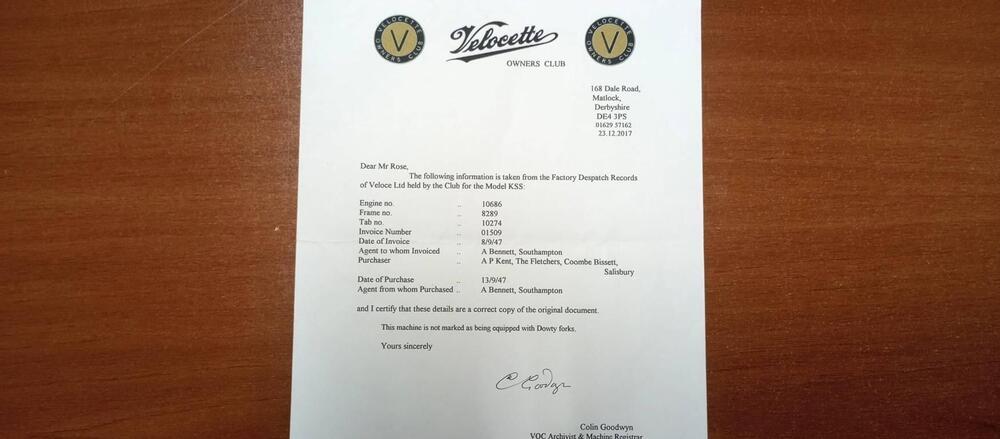 VELOCETTE OWNERS CLUB
V
Velocette
OWNERS CLUB
VELOCETTE OWNERS CLUB
V
168 Dale Road,
Matlock,
Derbyshire
DE4 3PS
01629 57162
23.12.2017
Dear Mr Rose,
The following information is taken from the Factory Despatch Records
of Veloce Ltd held by the Club for the Model KSS:
Engine no. .. 10686
Frame no. .. 8289
Tab no. .. 10274
Invoice Number .. 01509
Date of Invoice .. 8/9/47
Agent to whom Invoiced .. A Bennett, Southampton
Purchaser .. A P Kent, The Fletchers, Coombe Bissett,
Salisbury
Date of Purchase .. 13/9/47
Agent from whom Purchased .. A Bennett, Southampton
and I certify that these details are a correct copy of the original document.
This machine is not marked as being equipped with Dowty forks.
Yours sincerely
Colin Goodwyn
VOC Archivist & Machine Registrar